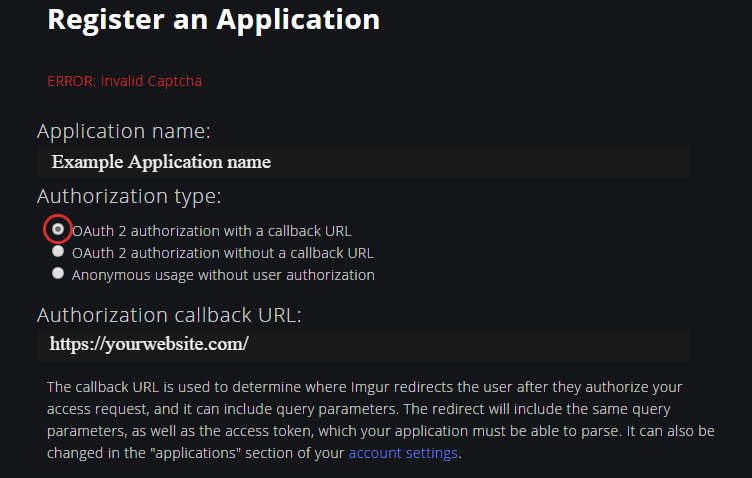 Register an Application
ERROR: Invalid Captcha
Application name:
Example Application name
Authorization type:
OAuth 2 authorization with a callback URL
OAuth 2 authorization without a callback URL
Anonymous usage without user authorization
Authorization callback URL:
https://yourwebsite.com/
The callback URL is used to determine where Imgur redirects the user after they authorize your
access request, and it can include query parameters. The redirect will include the same query
parameters, as well as the access token, which your application must be able to parse. It can also be
changed in the "applications" section of your account settings.